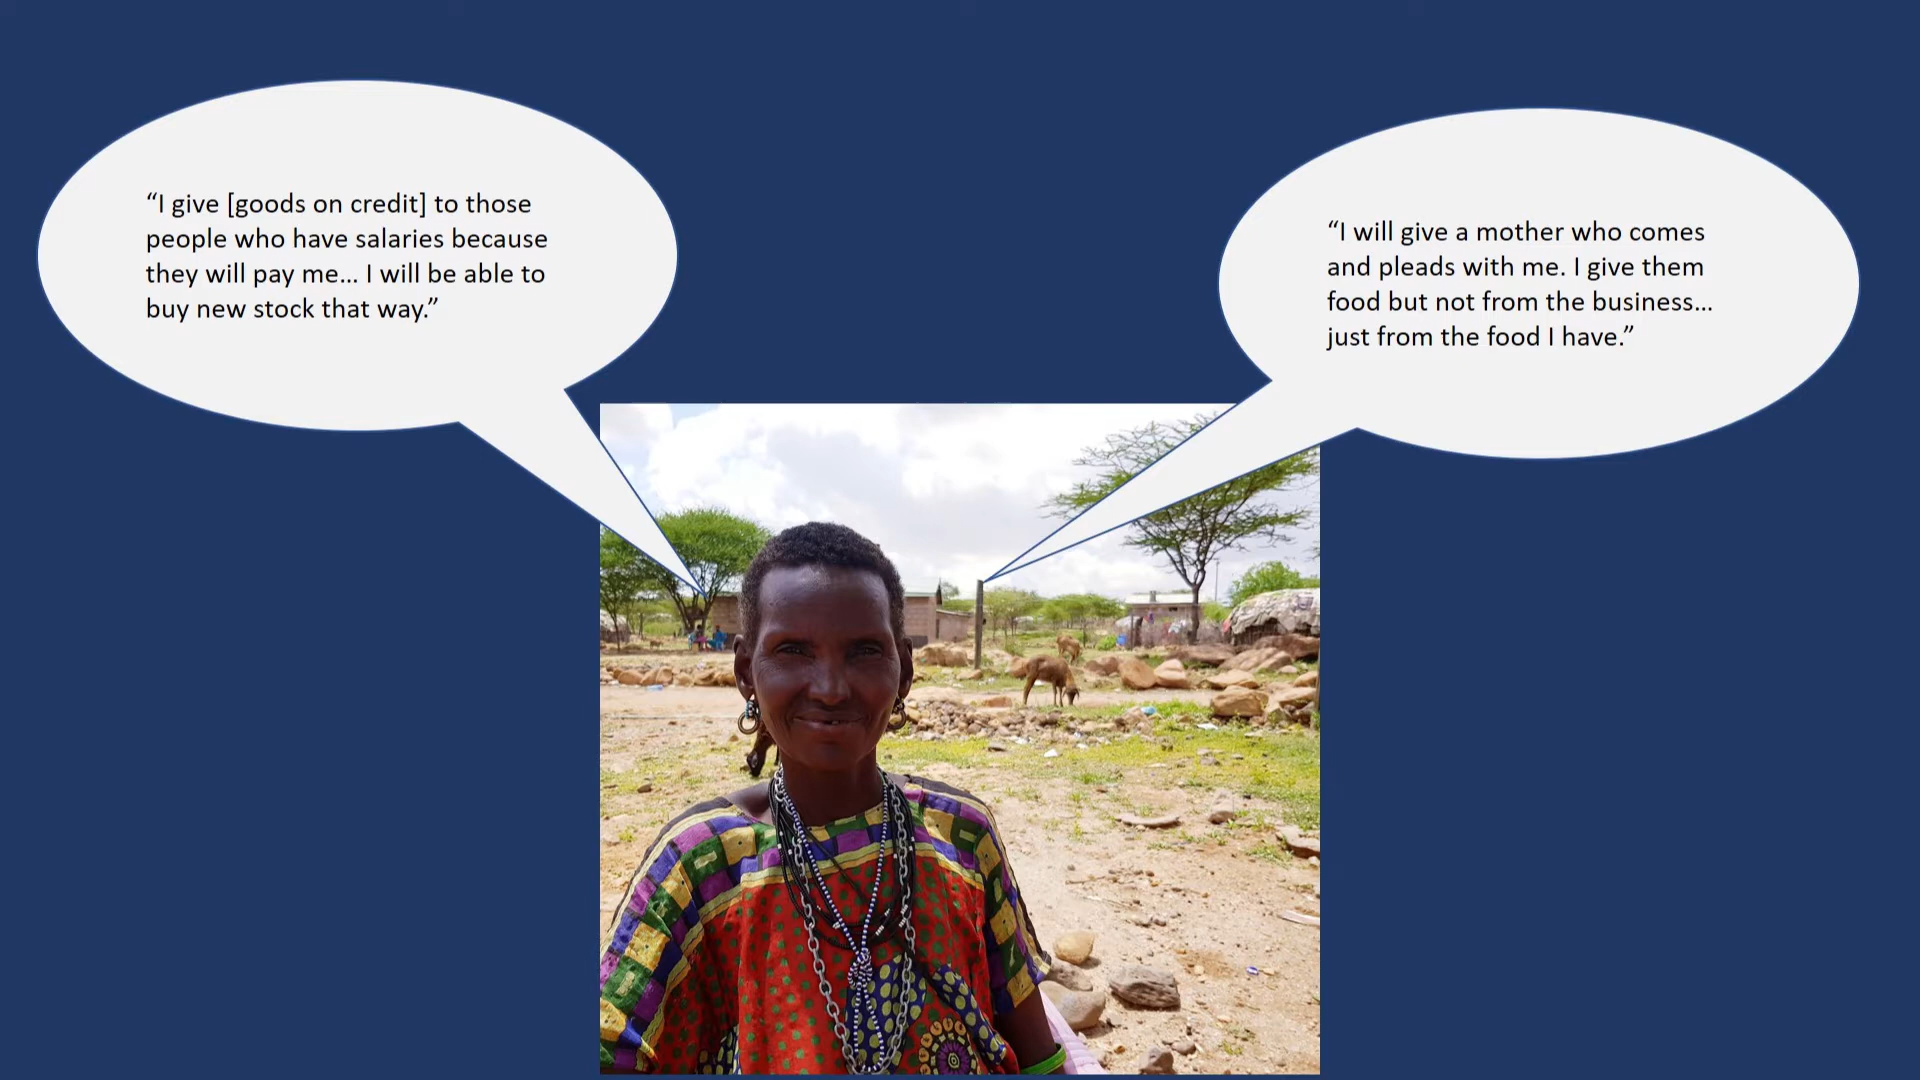 “I give [goods on credit] to those
people who have salaries because
they will pay me… I will be able to
buy new stock that way.”
“I will give a mother who comes
and pleads with me. I give them
food but not from the business…
just from the food I have.”